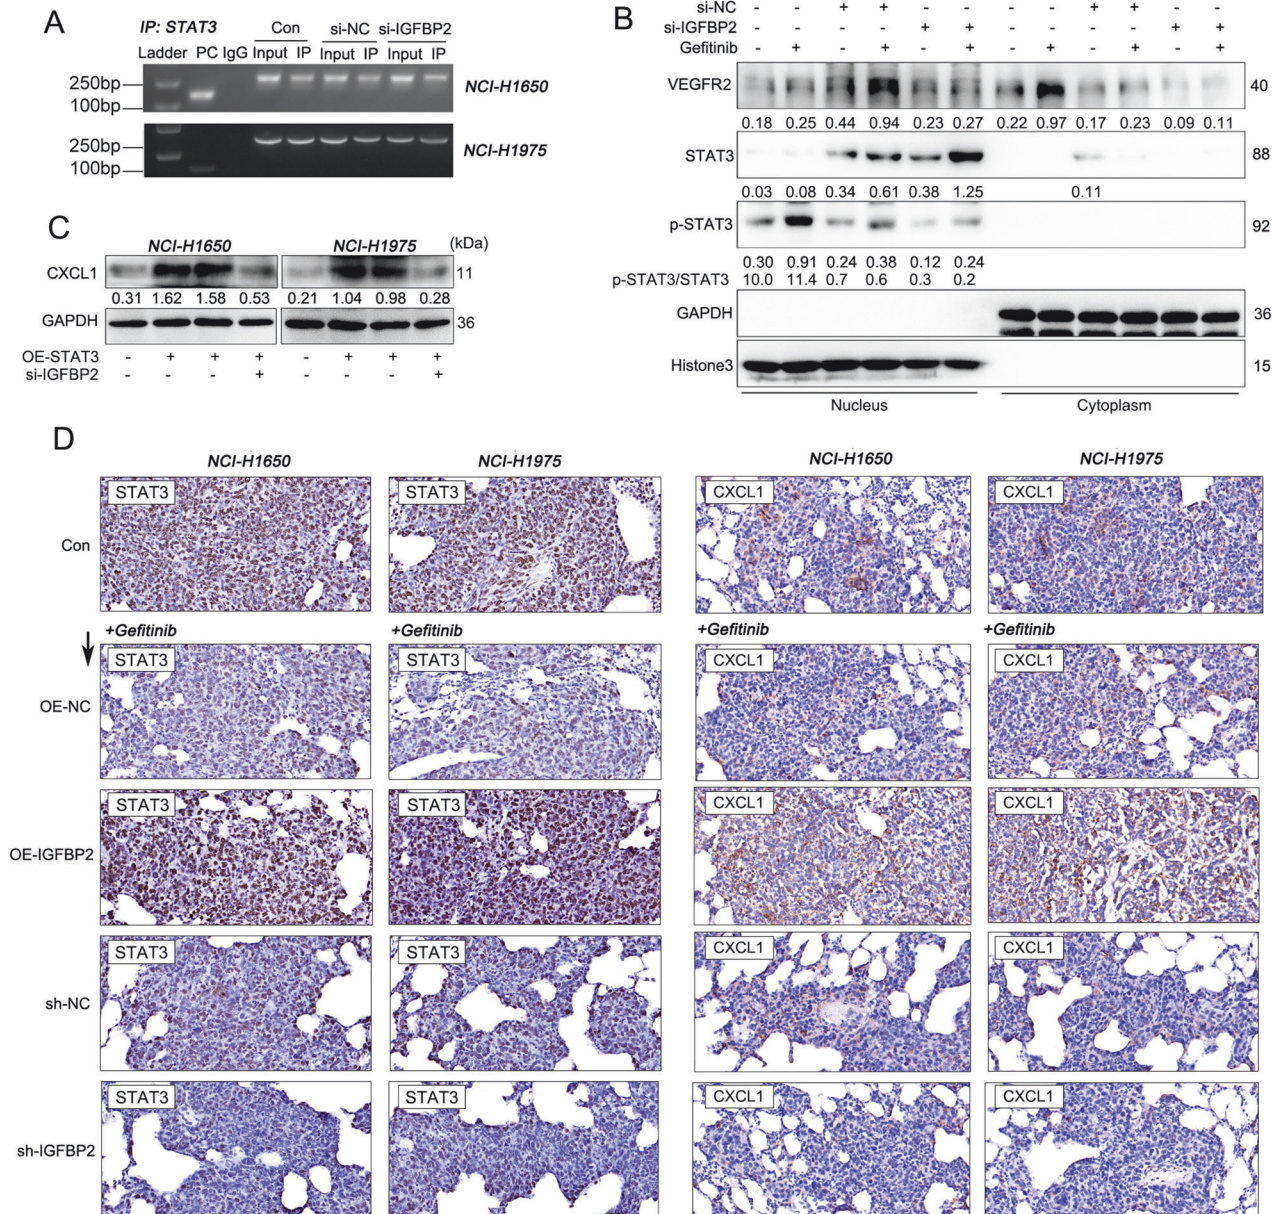 A
IP: STAT3
Con si-NC si-IGFBP2
Ladder PC IgG Input IP Input IP Input IP
250bp
100bp
NCI-H1650
250bp
100bp
NCI-H1975
B
si-NC - - + + - - - - + + - -
si-IGFBP2 - - - - + + - - - - + +
Gefitinib - + - + - + - + - + - +
VEGFR2 40
0.18 0.25 0.44 0.94 0.23 0.27 0.22 0.97 0.17 0.23 0.09 0.11
STAT3 88
0.03 0.08 0.34 0.61 0.38 1.25 0.11
p-STAT3 92
0.30 0.91 0.24 0.38 0.12 0.24
p-STAT3/STAT3 10.0 11.4 0.7 0.6 0.3 0.2
GAPDH 36
Histone3 15
Nucleus Cytoplasm
C
NCI-H1650 NCI-H1975 (kDa)
CXCL1 11
0.31 1.62 1.58 0.53 0.21 1.04 0.98 0.28
GAPDH 36
OE-STAT3 - + + + - + + +
si-IGFBP2 - - - + - - - +
D
NCI-H1650 NCI-H1975 NCI-H1650 NCI-H1975
Con STAT3 STAT3 CXCL1 CXCL1
+Gefitinib +Gefitinib +Gefitinib +Gefitinib
OE-NC STAT3 STAT3 CXCL1 CXCL1
OE-IGFBP2 STAT3 STAT3 CXCL1 CXCL1
sh-NC STAT3 STAT3 CXCL1 CXCL1
sh-IGFBP2 STAT3 STAT3 CXCL1 CXCL1